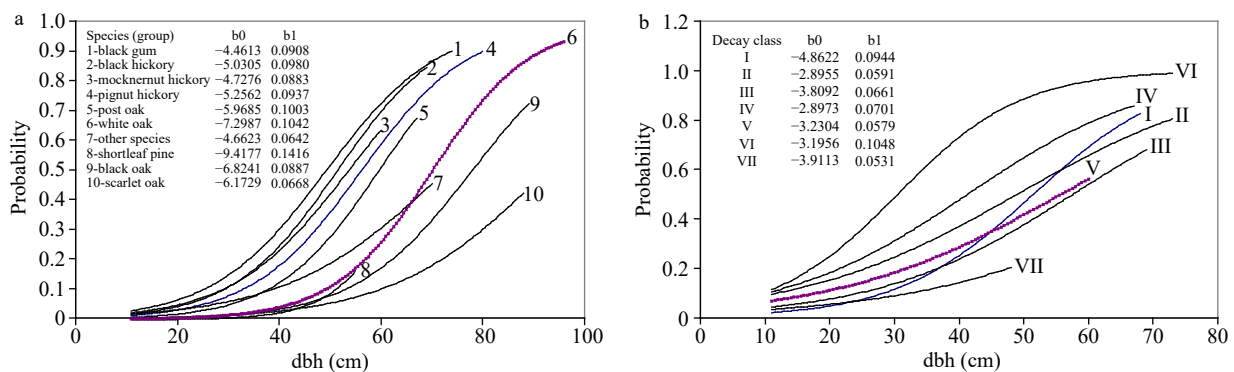 a
Species (group) b0 b1
1-black gum −4.4613 0.0908
2-black hickory −5.0305 0.0980
3-mocknernut hickory −4.7276 0.0883
4-pignut hickory −5.2562 0.0937
5-post oak −5.9685 0.1003
6-white oak −7.2987 0.1042
7-other species −4.6623 0.0642
8-shortleaf pine −9.4177 0.1416
9-black oak −6.8241 0.0887
10-scarlet oak −6.1729 0.0668
Probability
1.0
0.9
0.8
0.7
0.6
0.5
0.4
0.3
0.2
0.1
0
0 20 40 60 80 100
dbh (cm)
1
2
3
4
5
6
7
8
9
10
b
Decay class b0 b1
I −4.8622 0.0944
II −2.8955 0.0591
III −3.8092 0.0661
IV −2.8973 0.0701
V −3.2304 0.0579
VI −3.1956 0.1048
VII −3.9113 0.0531
Probability
1.2
1.0
0.8
0.6
0.4
0.2
0
0 10 20 30 40 50 60 70 80
dbh (cm)
VI
IV
I
II
III
V
VII